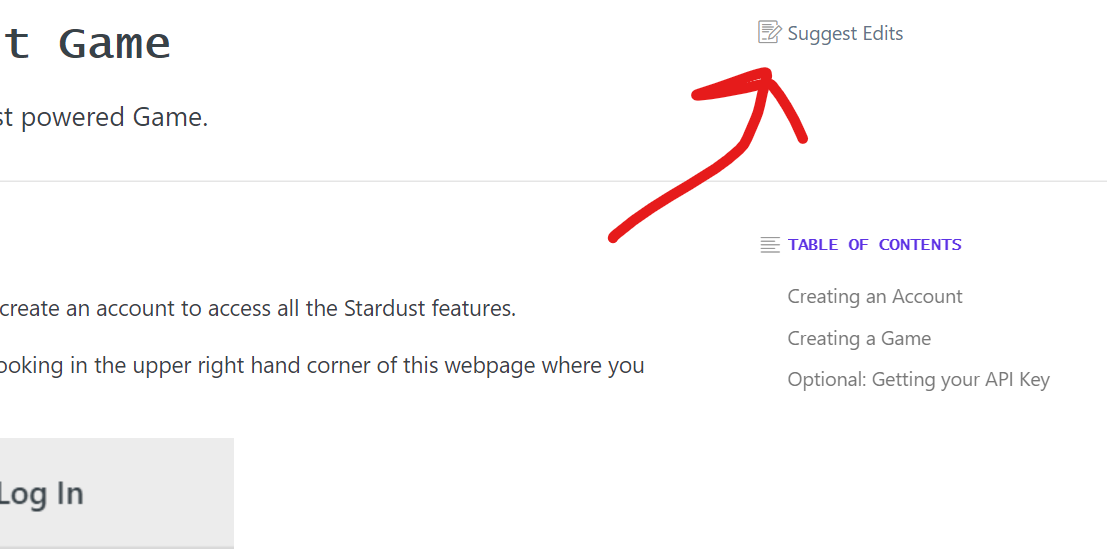 t Game
Suggest Edits
st powered Game.
TABLE OF CONTENTS
create an account to access all the Stardust features.
Creating an Account
Creating a Game
ooking in the upper right hand corner of this webpage where you
Optional: Getting your API Key
Log In